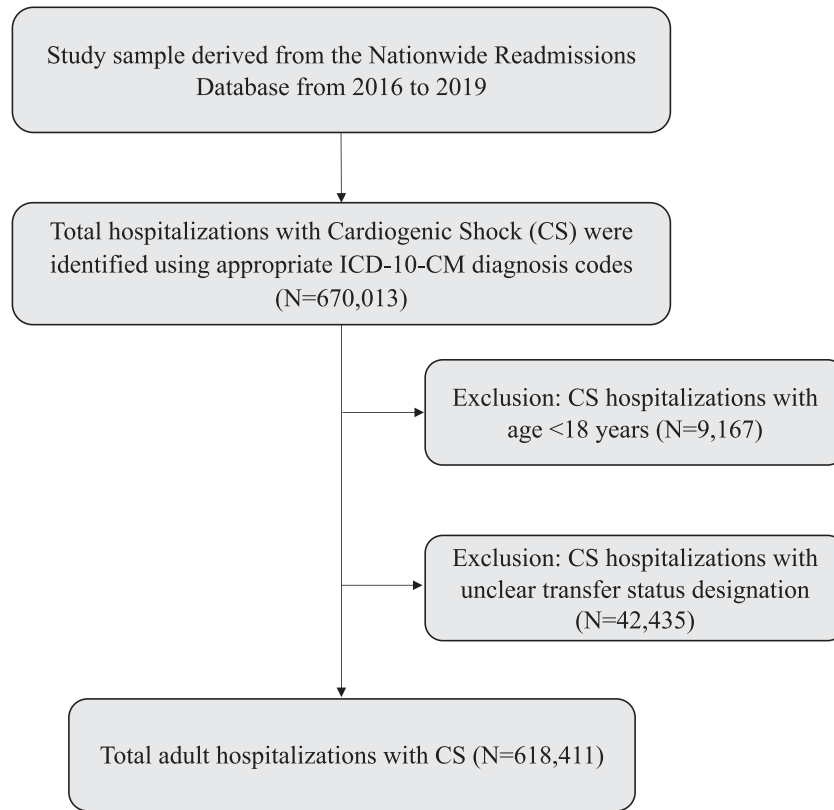 Study sample derived from the Nationwide Readmissions
Database from 2016 to 2019
Total hospitalizations with Cardiogenic Shock (CS) were
identified using appropriate ICD-10-CM diagnosis codes
(N=670,013)
Exclusion: CS hospitalizations with
age <18 years (N=9,167)
Exclusion: CS hospitalizations with
unclear transfer status designation
(N=42,435)
Total adult hospitalizations with CS (N=618,411)